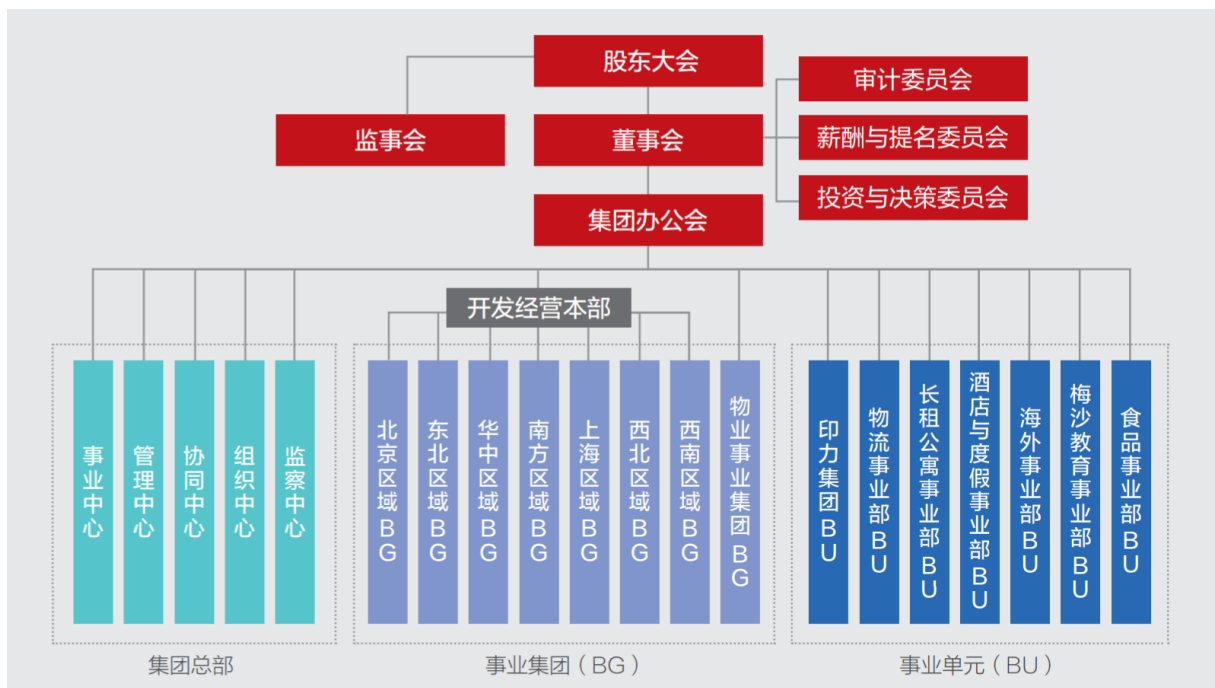 股东大会
审计委员会
监事会
董事会
薪酬与提名委员会
投资与决策委员会
集团办公会
开发经营本部
事业中心
管理中心
协同中心
组织中心
监察中心
北京区域BG
东北区域BG
华中区域BG
南方区域BG
上海区域BG
西北区域BG
西南区域BG
物业事业集团BG
印力集团BU
物流事业部BU
长租公寓事业部BU
酒店与度假事业部BU
海外事业部BU
梅沙教育事业部BU
食品事业部BU
集团总部
事业集团（BG）
事业单元（BU）